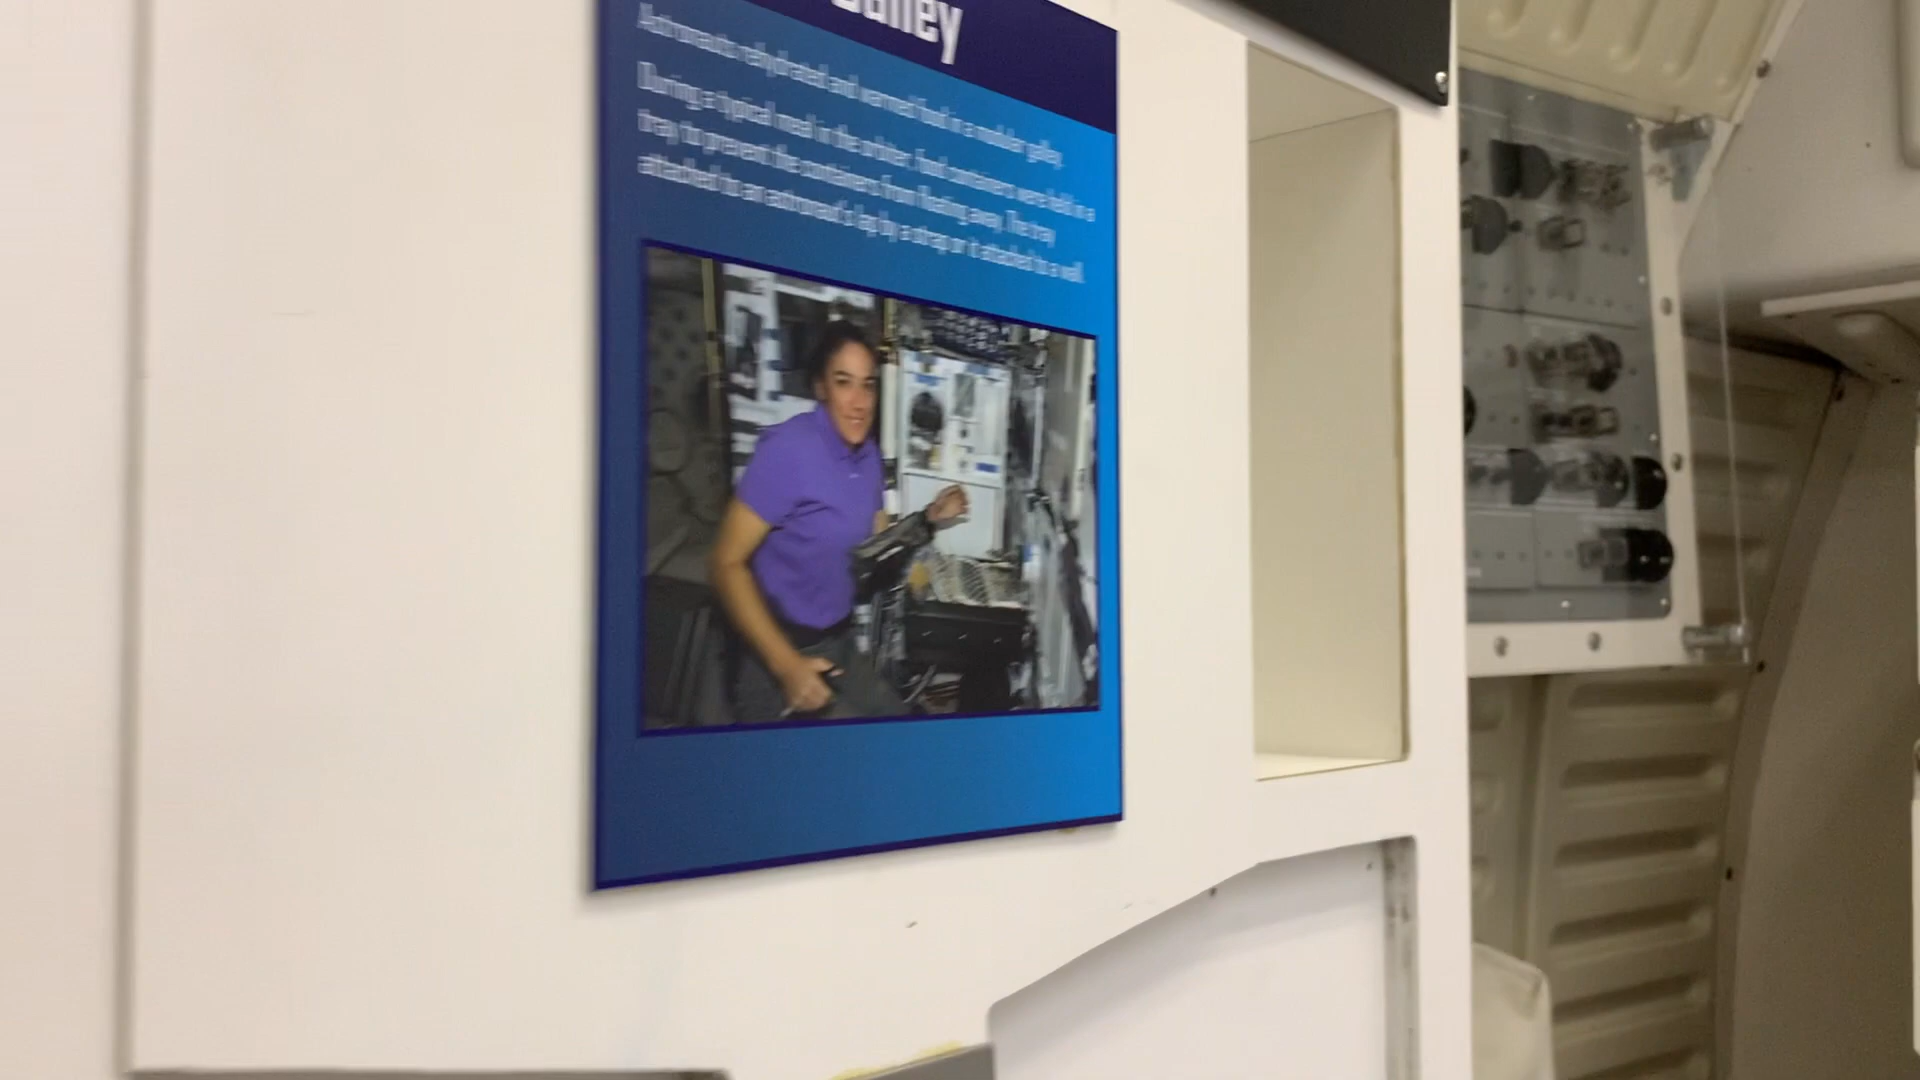 Galley
Astronauts rehydrated and warmed food in a modular galley.
During a typical meal in the orbiter, food containers were held in a
tray to prevent the containers from floating away. The tray
attached to an astronaut's lap by a strap or it attached to a wall.